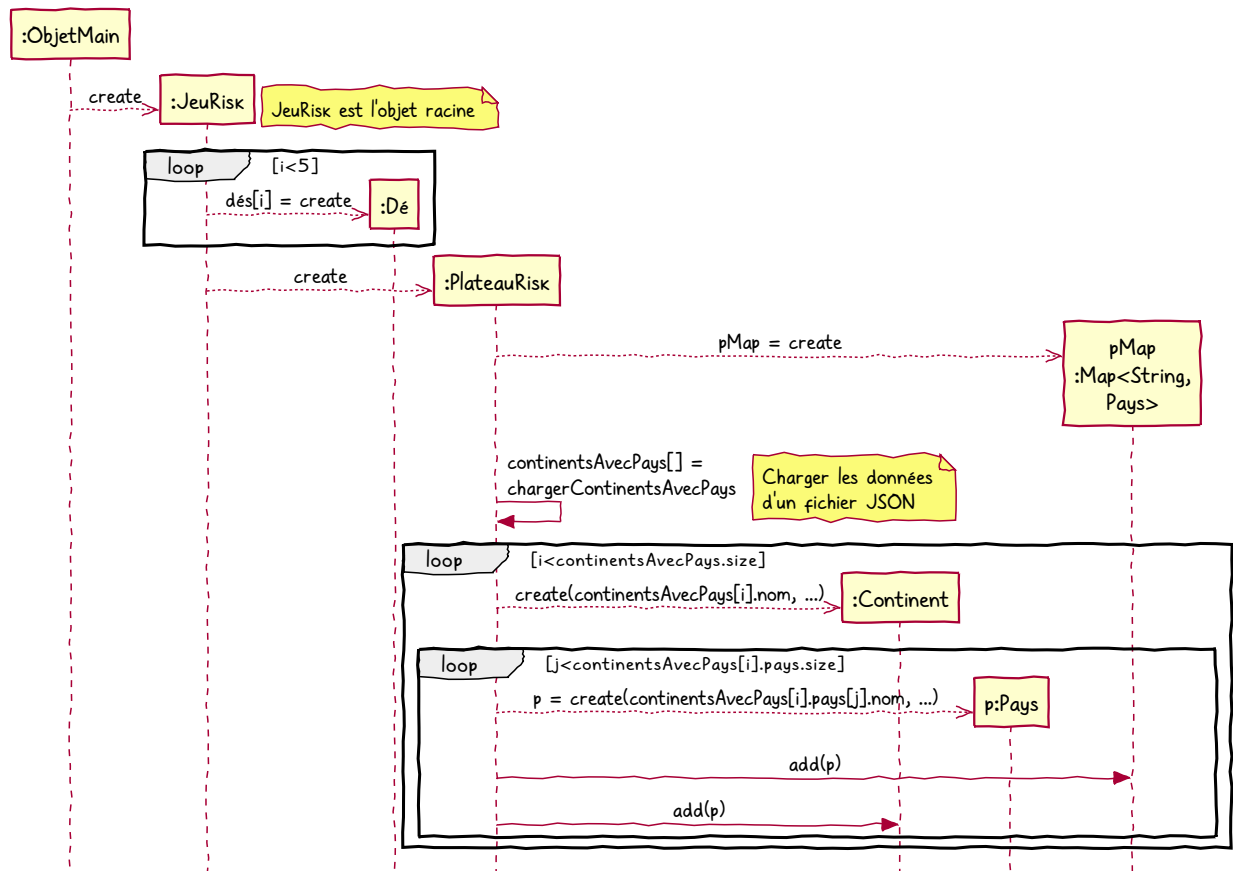 :ObjetMain
create
:JeuRisk
JeuRisk est l'objet racine
loop
[i<5]
dés[i] = create
:Dé
create
:PlateauRisk
pMap = create
pMap
:Map<String,
Pays>
continentsAvecPays[] =
chargerContinentsAvecPays
Charger les données
d'un fichier JSON
loop
[i<continentsAvecPays.size]
create(continentsAvecPays[i].nom, ...)
:Continent
loop
[j<continentsAvecPays[i].pays.size]
p = create(continentsAvecPays[i].pays[j].nom, ...)
p:Pays
add(p)
add(p)